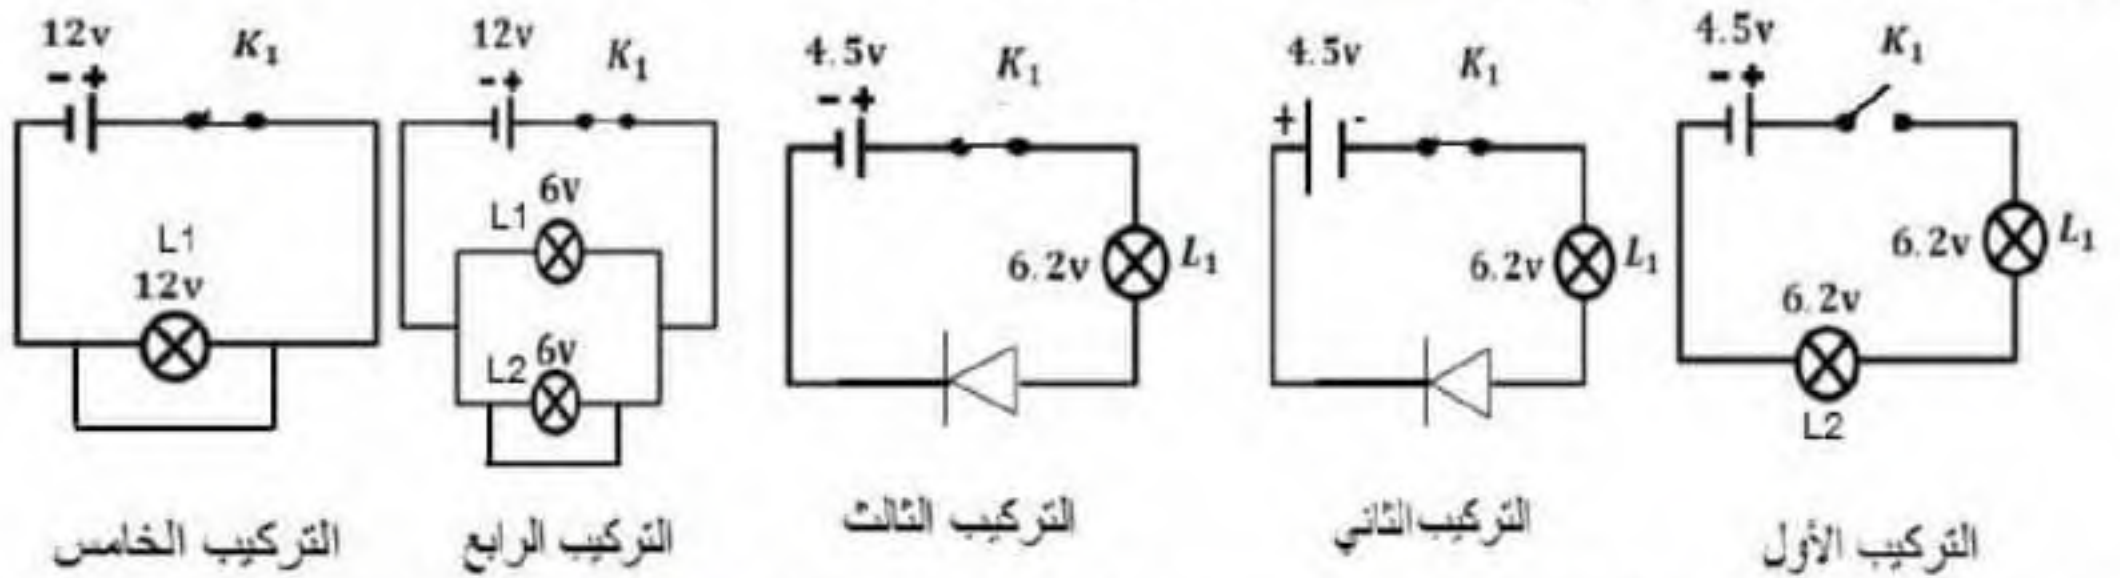 4.5v
- +
K₁
6.2v
L₁
6.2v
L2
التركيب الأول
4.5v
+ -
K₁
6.2v
L₁
التركيب الثاني
4.5v
- +
K₁
6.2v
L₁
التركيب الثالث
12v
- +
K₁
6v
L1
6v
L2
التركيب الرابع
12v
- +
K₁
L1
12v
التركيب الخامس